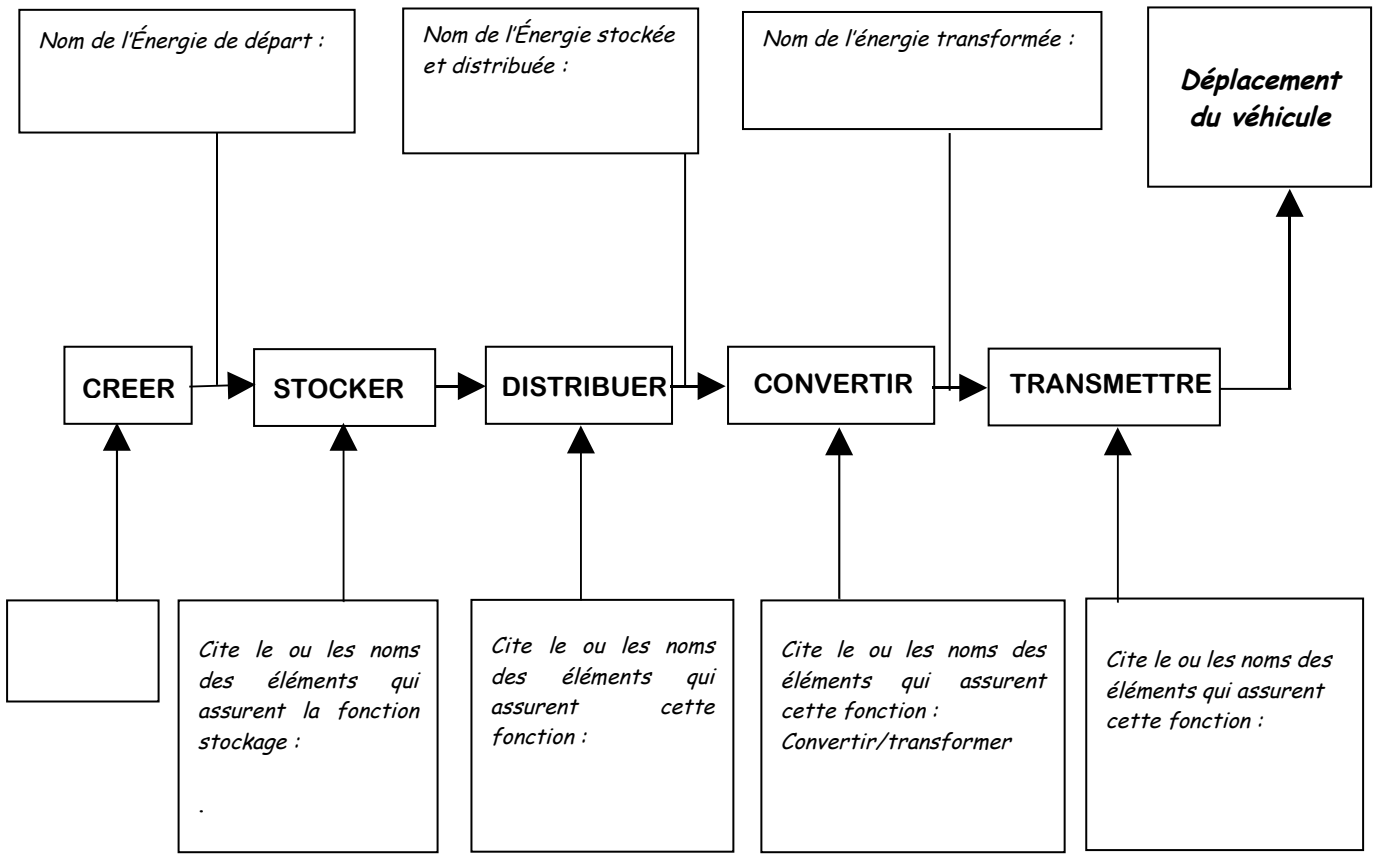 Nom de l'Énergie de départ :
Nom de l'Énergie stockée
et distribuée :
Nom de l'énergie transformée :
Déplacement
du véhicule
CREER
STOCKER
DISTRIBUER
CONVERTIR
TRANSMETTRE
Cite le ou les noms
des éléments qui
assurent la fonction
stockage :
.
Cite le ou les noms
des éléments qui
assurent cette
fonction :
Cite le ou les noms des
éléments qui assurent
cette fonction :
Convertir/transformer
Cite le ou les noms des
éléments qui assurent
cette fonction :